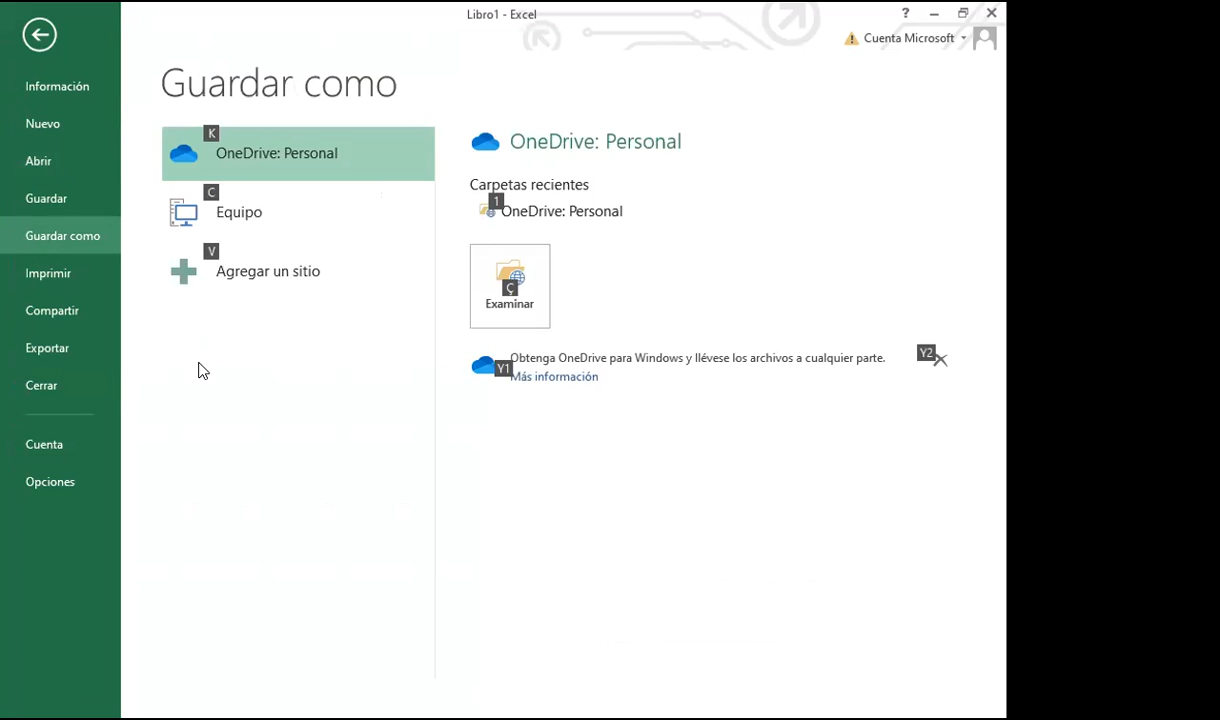 Libro1 - Excel
?
Cuenta Microsoft
Información
Nuevo
Abrir
Guardar
Guardar como
Imprimir
Compartir
Exportar
Cerrar
Cuenta
Opciones
Guardar como
K
OneDrive: Personal
C
Equipo
V
Agregar un sitio
OneDrive: Personal
Carpetas recientes
1
OneDrive: Personal
Ç
Examinar
Obtenga OneDrive para Windows y llévese los archivos a cualquier parte.
Y2
Y1
Más información